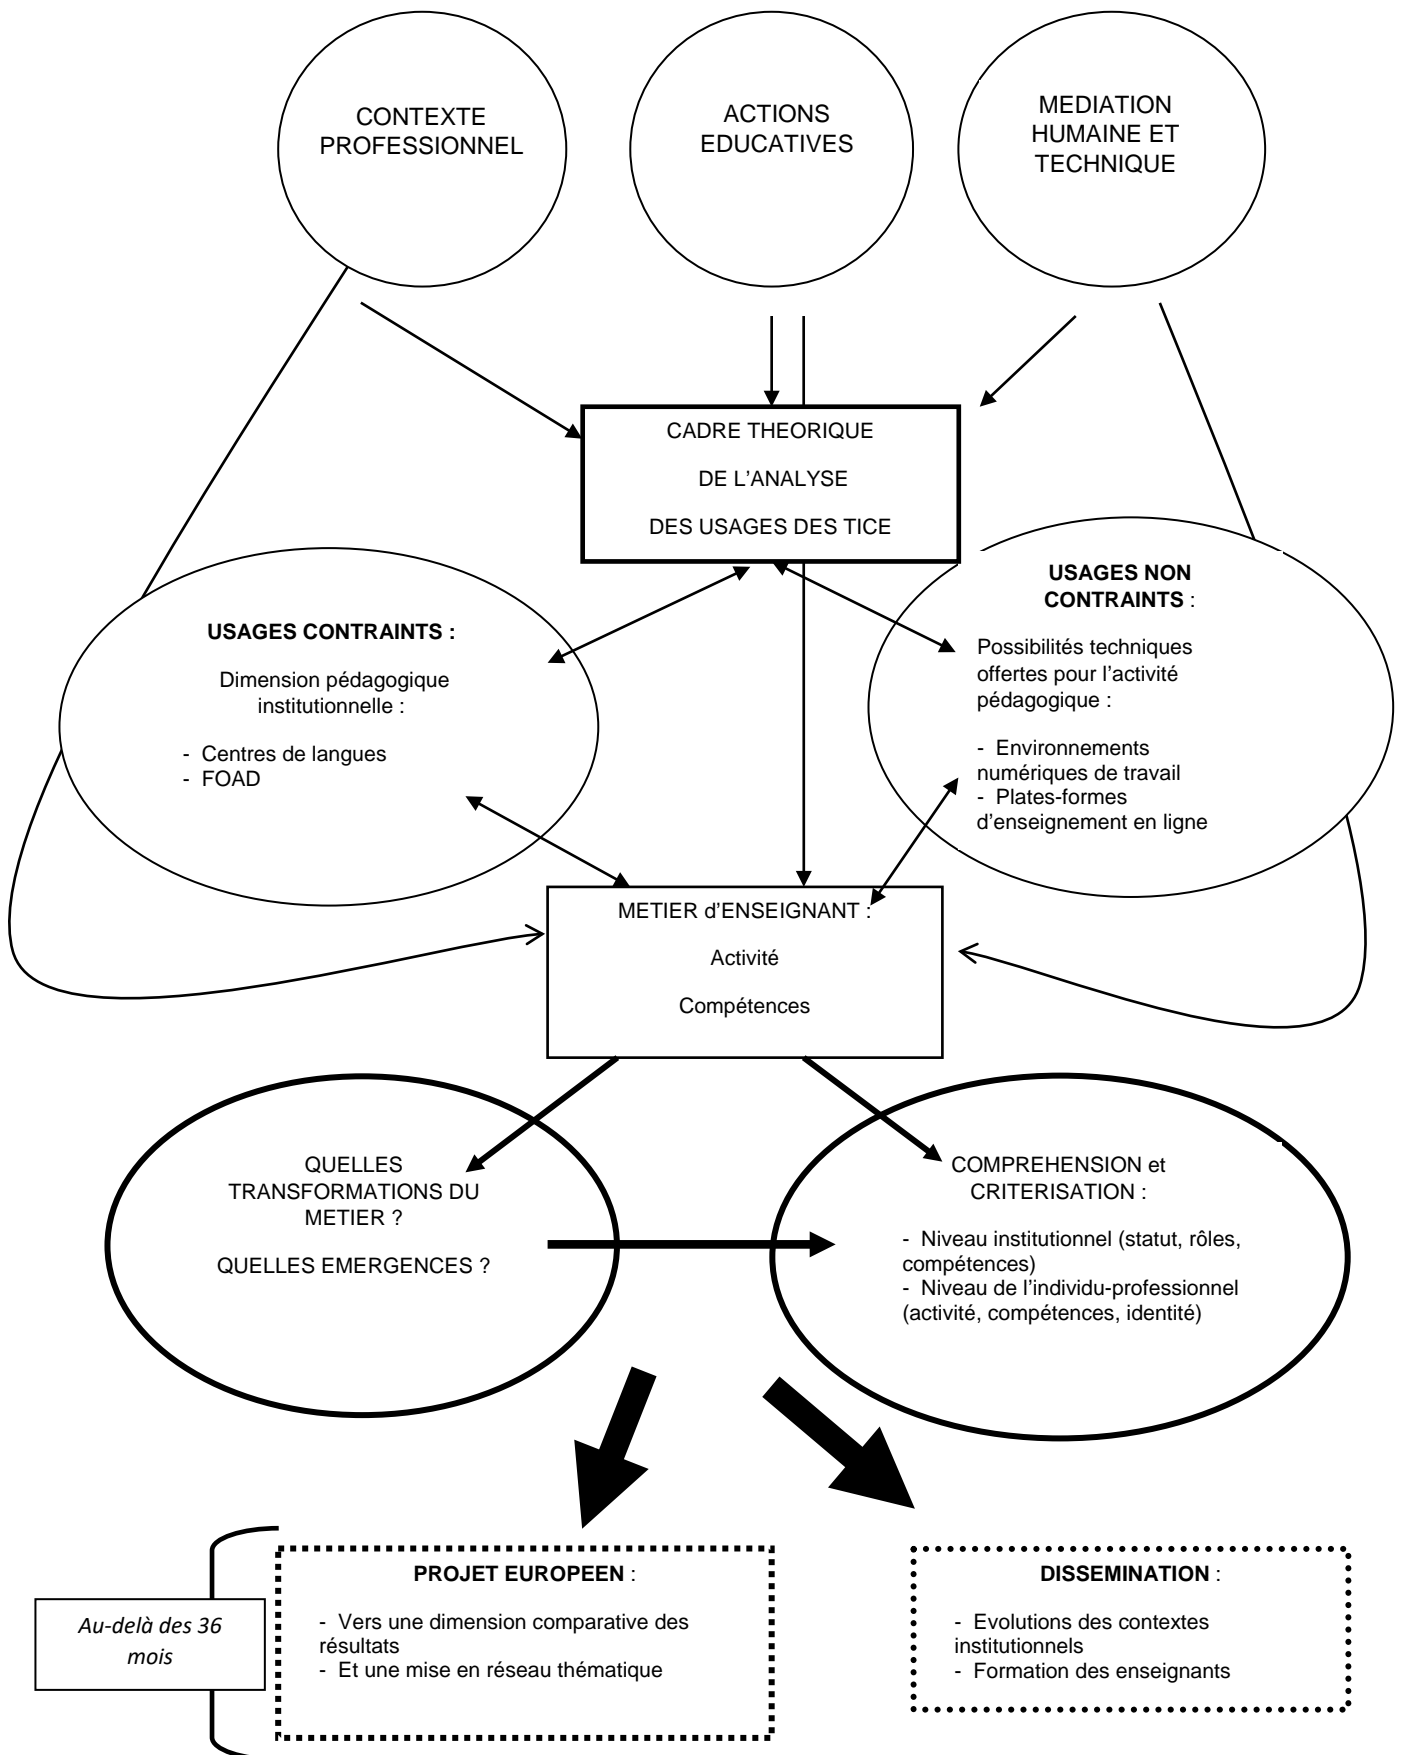 CONTEXTE
PROFESSIONNEL
ACTIONS
EDUCATIVES
MEDIATION
HUMAINE ET
TECHNIQUE
CADRE THEORIQUE
DE L’ANALYSE
DES USAGES DES TICE
USAGES CONTRAINTS :
Dimension pédagogique
institutionnelle :
- Centres de langues
- FOAD
USAGES NON
CONTRAINTS :
Possibilités techniques
offertes pour l’activité
pédagogique :
- Environnements
numériques de travail
- Plates-formes
d’enseignement en ligne
METIER d’ENSEIGNANT :
Activité
Compétences
QUELLES
TRANSFORMATIONS DU
METIER ?
QUELLES EMERGENCES ?
COMPREHENSION et
CRITERISATION :
- Niveau institutionnel (statut, rôles,
compétences)
- Niveau de l’individu-professionnel
(activité, compétences, identité)
Au-delà des 36
mois
PROJET EUROPEEN :
- Vers une dimension comparative des
résultats
- Et une mise en réseau thématique
DISSEMINATION :
- Evolutions des contextes
institutionnels
- Formation des enseignants